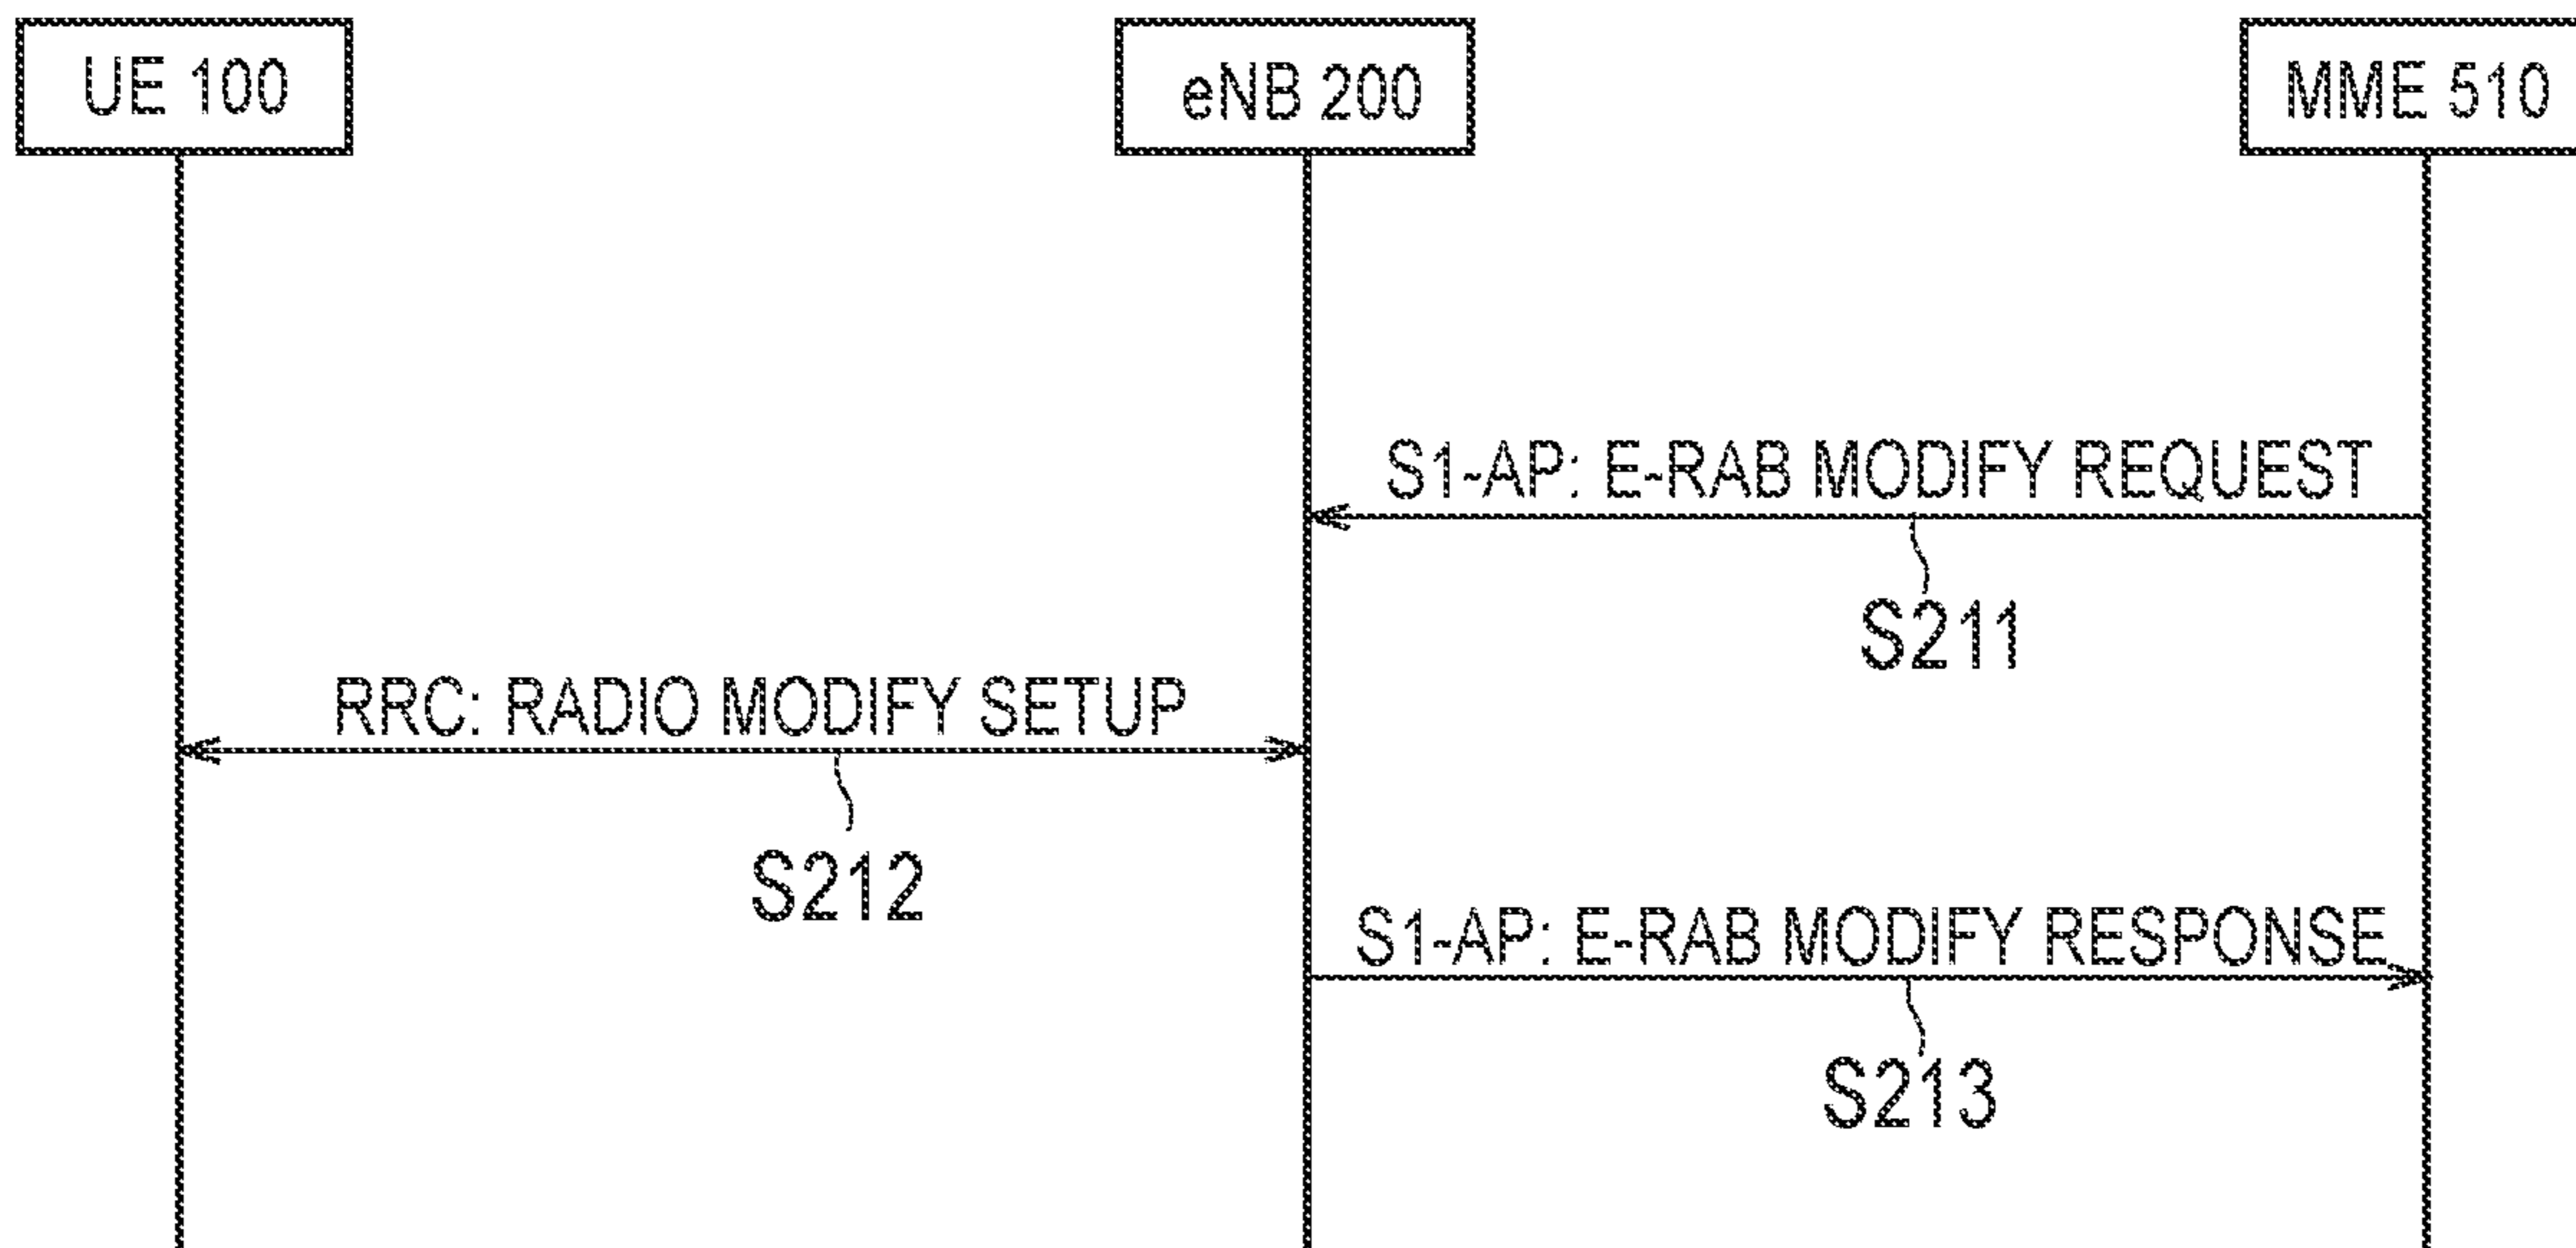 UE 100
eNB 200
MME 510
S1-AP: E-RAB MODIFY REQUEST
S211
RRC: RADIO MODIFY SETUP
S212
S1-AP: E-RAB MODIFY RESPONSE
S213